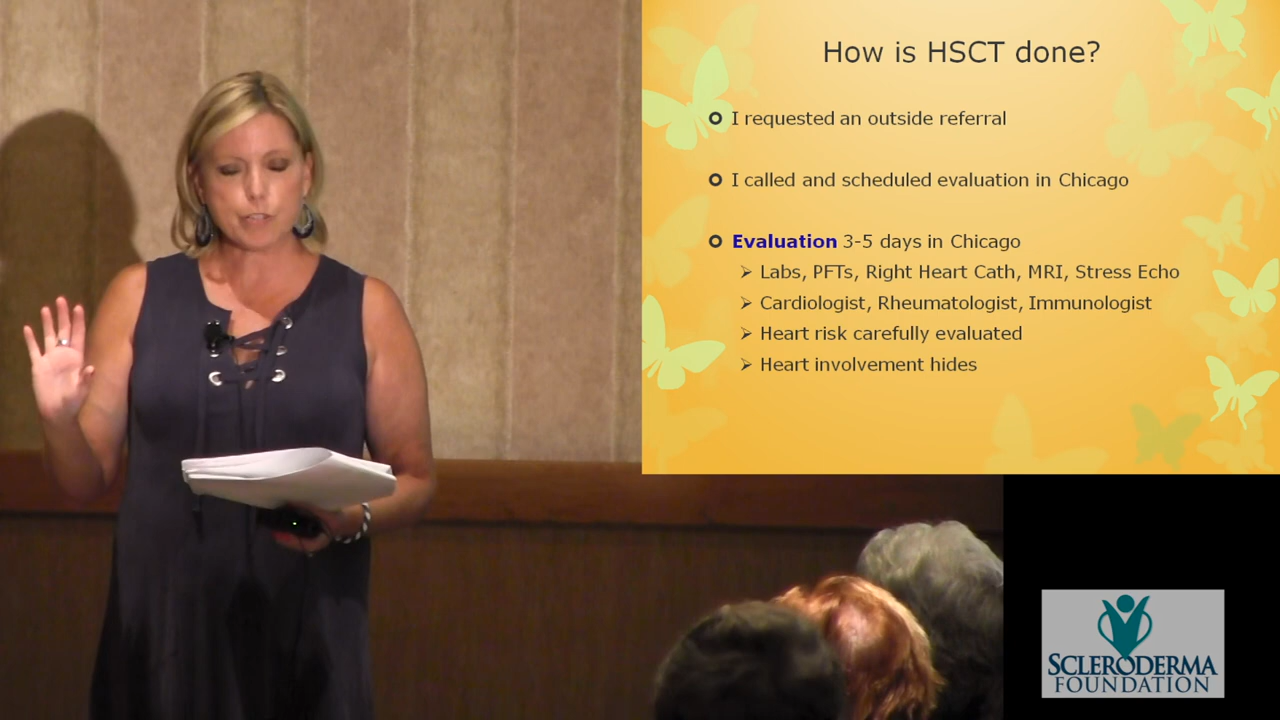 How is HSCT done?
I requested an outside referral
I called and scheduled evaluation in Chicago
Evaluation 3-5 days in Chicago
Labs, PFTs, Right Heart Cath, MRI, Stress Echo
Cardiologist, Rheumatologist, Immunologist
Heart risk carefully evaluated
Heart involvement hides
SCLERODERMA
FOUNDATION